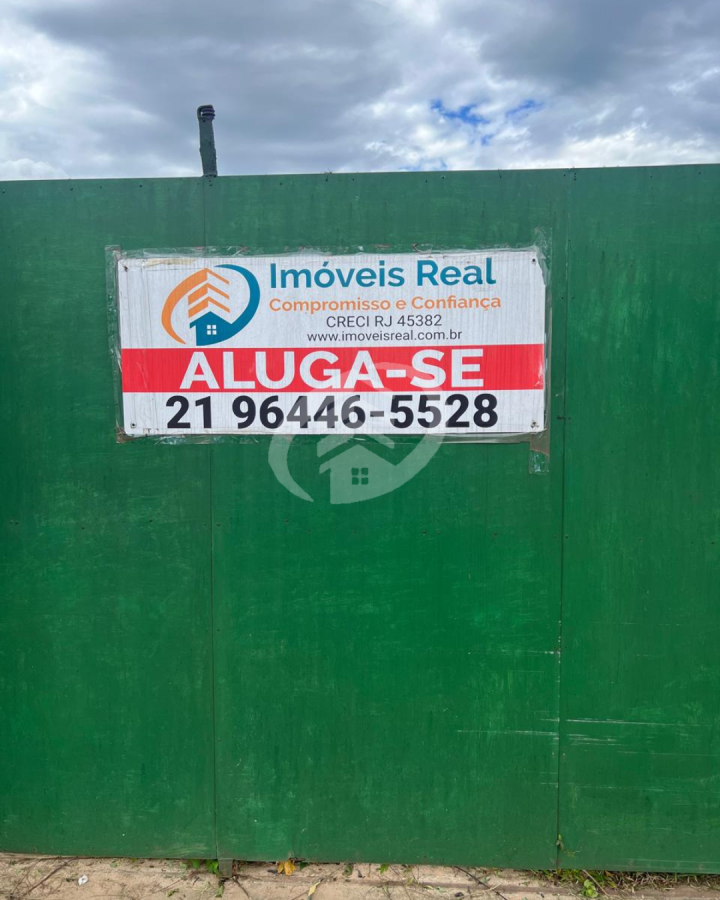 Imóveis Real
Compromisso e Confiança
CRECI RJ 45382
www.imoveisreal.com.br
ALUGA-SE
21 96446-5528